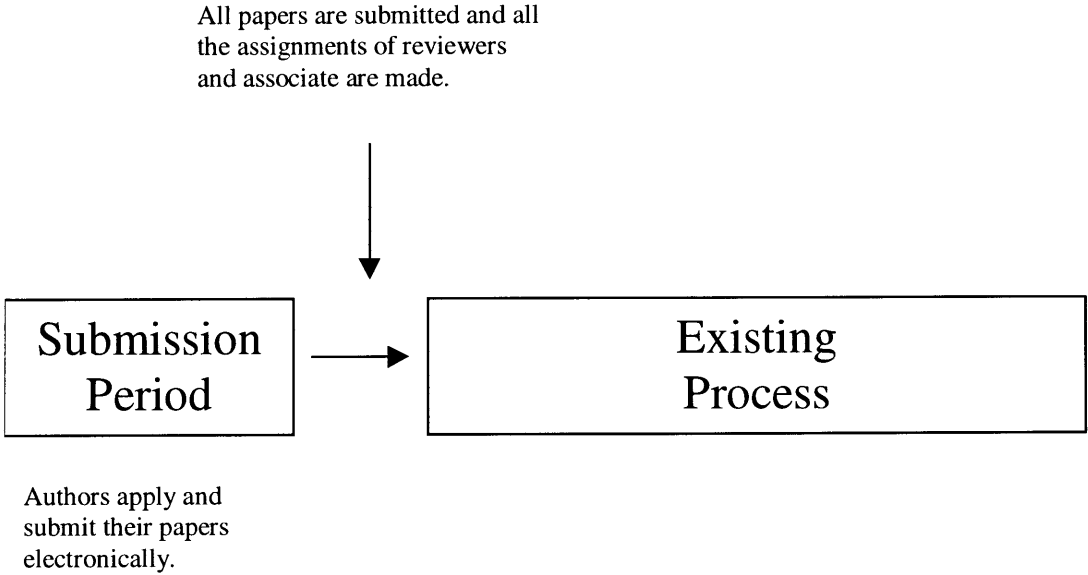 All papers are submitted and all
the assignments of reviewers
and associate are made.
Submission
Period
Existing
Process
Authors apply and
submit their papers
electronically.